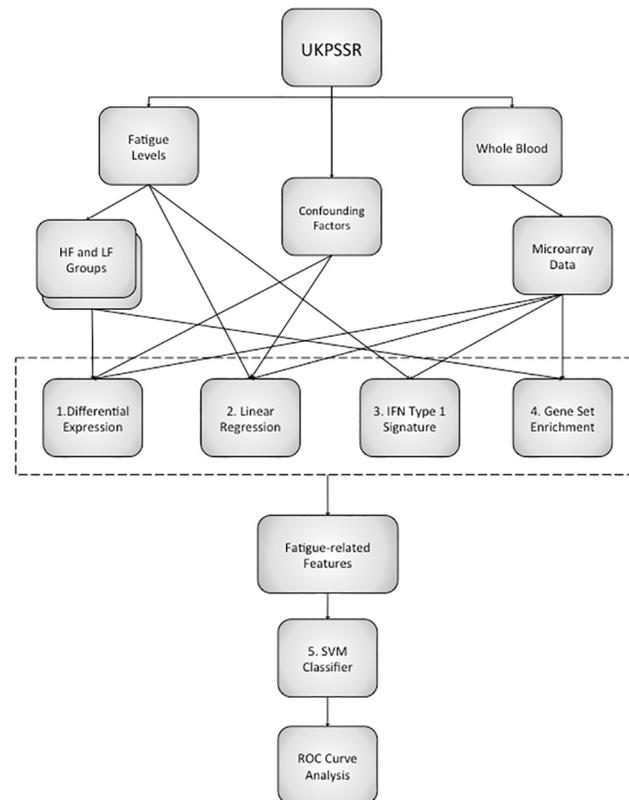 UKPSSR
Fatigue
Levels
Whole Blood
Confounding
Factors
HF and LF
Groups
Microarray
Data
1.Differential
Expression
2. Linear
Regression
3. IFN Type 1
Signature
4. Gene Set
Enrichment
Fatigue-related
Features
5. SVM
Classifier
ROC Curve
Analysis